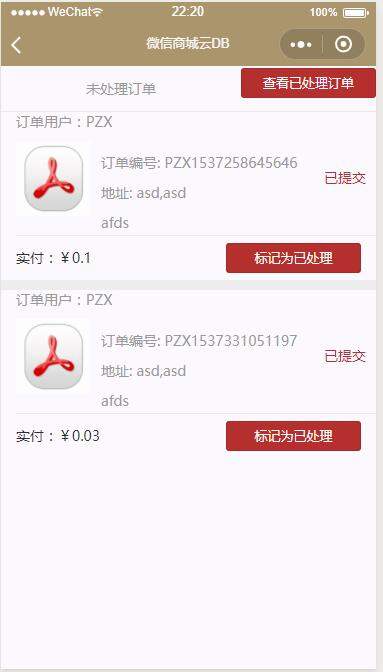 WeChat 22:20 100%
微信商城云DB
未处理订单 查看已处理订单
订单用户：PZX
订单编号: PZX1537258645646
已提交
地址: asd,asd
afds
实付：￥0.1 标记为已处理
订单用户：PZX
订单编号: PZX1537331051197
已提交
地址: asd,asd
afds
实付：￥0.03 标记为已处理